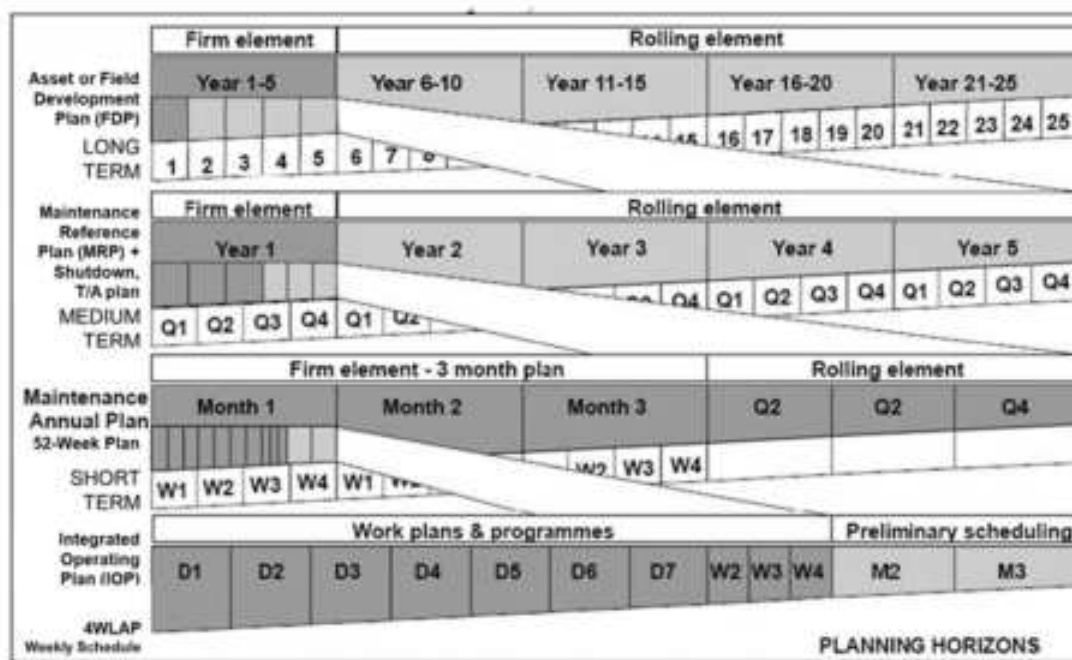 Firm element Rolling element
Asset or Field
Development
Plan (FDP)
LONG
TERM
Year 1-5 Year 6-10 Year 11-15 Year 16-20 Year 21-25
1 2 3 4 5 6 7 8 15 16 17 18 19 20 21 22 23 24 25
Firm element Rolling element
Maintenance
Reference
Plan (MRP) +
Shutdown,
T/A plan
MEDIUM
TERM
Year 1 Year 2 Year 3 Year 4 Year 5
Q1 Q2 Q3 Q4 Q1 Q2 Q3 Q4 Q1 Q2 Q3 Q4 Q1 Q2 Q3 Q4
Firm element - 3 month plan Rolling element
Maintenance
Annual Plan
52-Week Plan
SHORT
TERM
Month 1 Month 2 Month 3 Q2 Q2 Q4
W1 W2 W3 W4 W1 W2 W2 W3 W4
Work plans & programmes Preliminary scheduling
Integrated
Operating
Plan (IOP)
D1 D2 D3 D4 D5 D6 D7 W2 W3 W4 M2 M3
4WLAP
Weekly Schedule
PLANNING HORIZONS